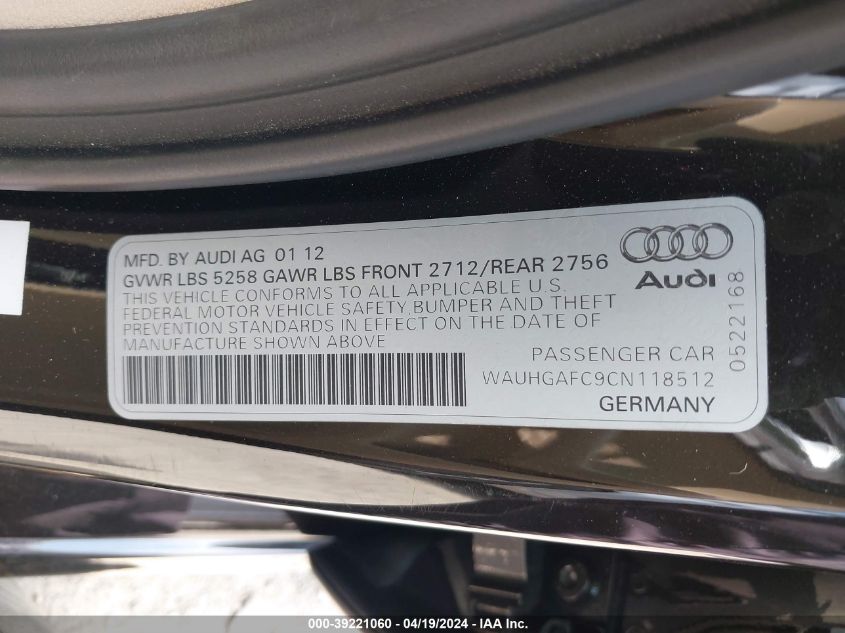 MFD. BY AUDI AG 01 12
GVWR LBS 5258 GAWR LBS FRONT 2712/REAR 2756
THIS VEHICLE CONFORMS TO ALL APPLICABLE U.S.
FEDERAL MOTOR VEHICLE SAFETY,BUMPER AND THEFT
PREVENTION STANDARDS IN EFFECT ON THE DATE OF
MANUFACTURE SHOWN ABOVE
Audi
0522168
PASSENGER CAR
WAUHGAFC9CN118512
GERMANY
000-39221060 - 04/19/2024 - IAA Inc.